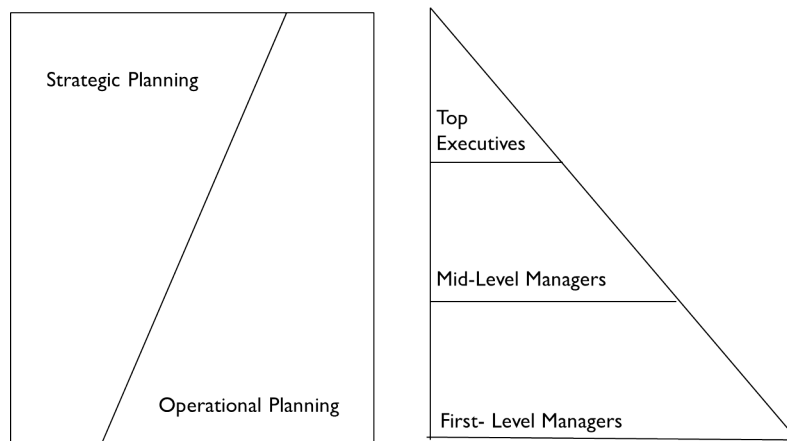 Strategic Planning
Top
Executives
Mid-Level Managers
Operational Planning
First- Level Managers